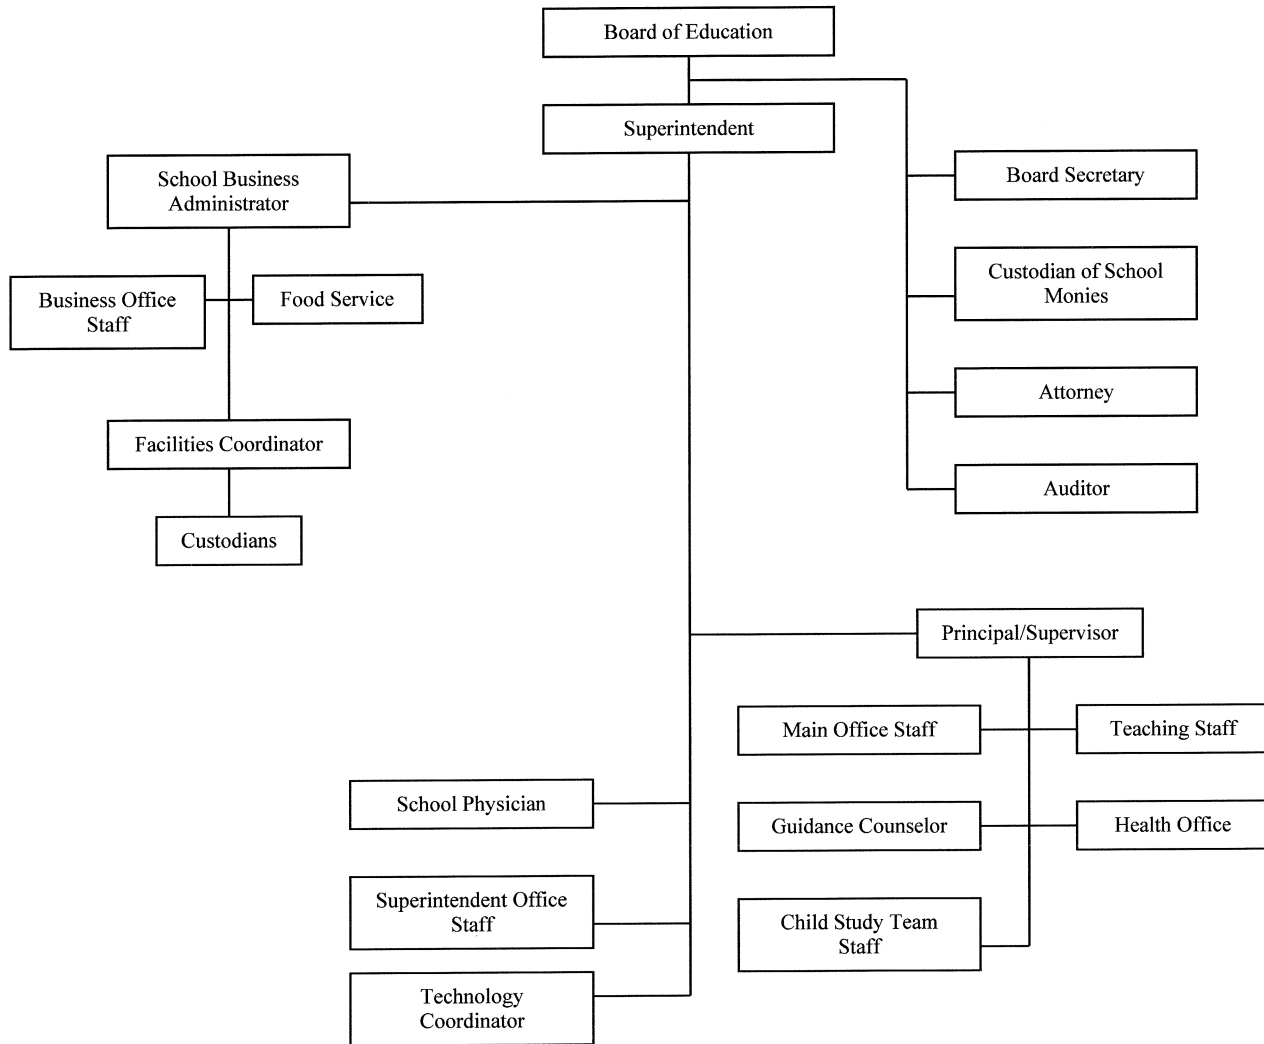 Board of Education
Superintendent
School Business
Administrator
Board Secretary
Business Office
Staff
Food Service
Custodian of School
Monies
Attorney
Facilities Coordinator
Auditor
Custodians
Principal/Supervisor
Main Office Staff
Teaching Staff
School Physician
Guidance Counselor
Health Office
Superintendent Office
Staff
Child Study Team
Staff
Technology
Coordinator